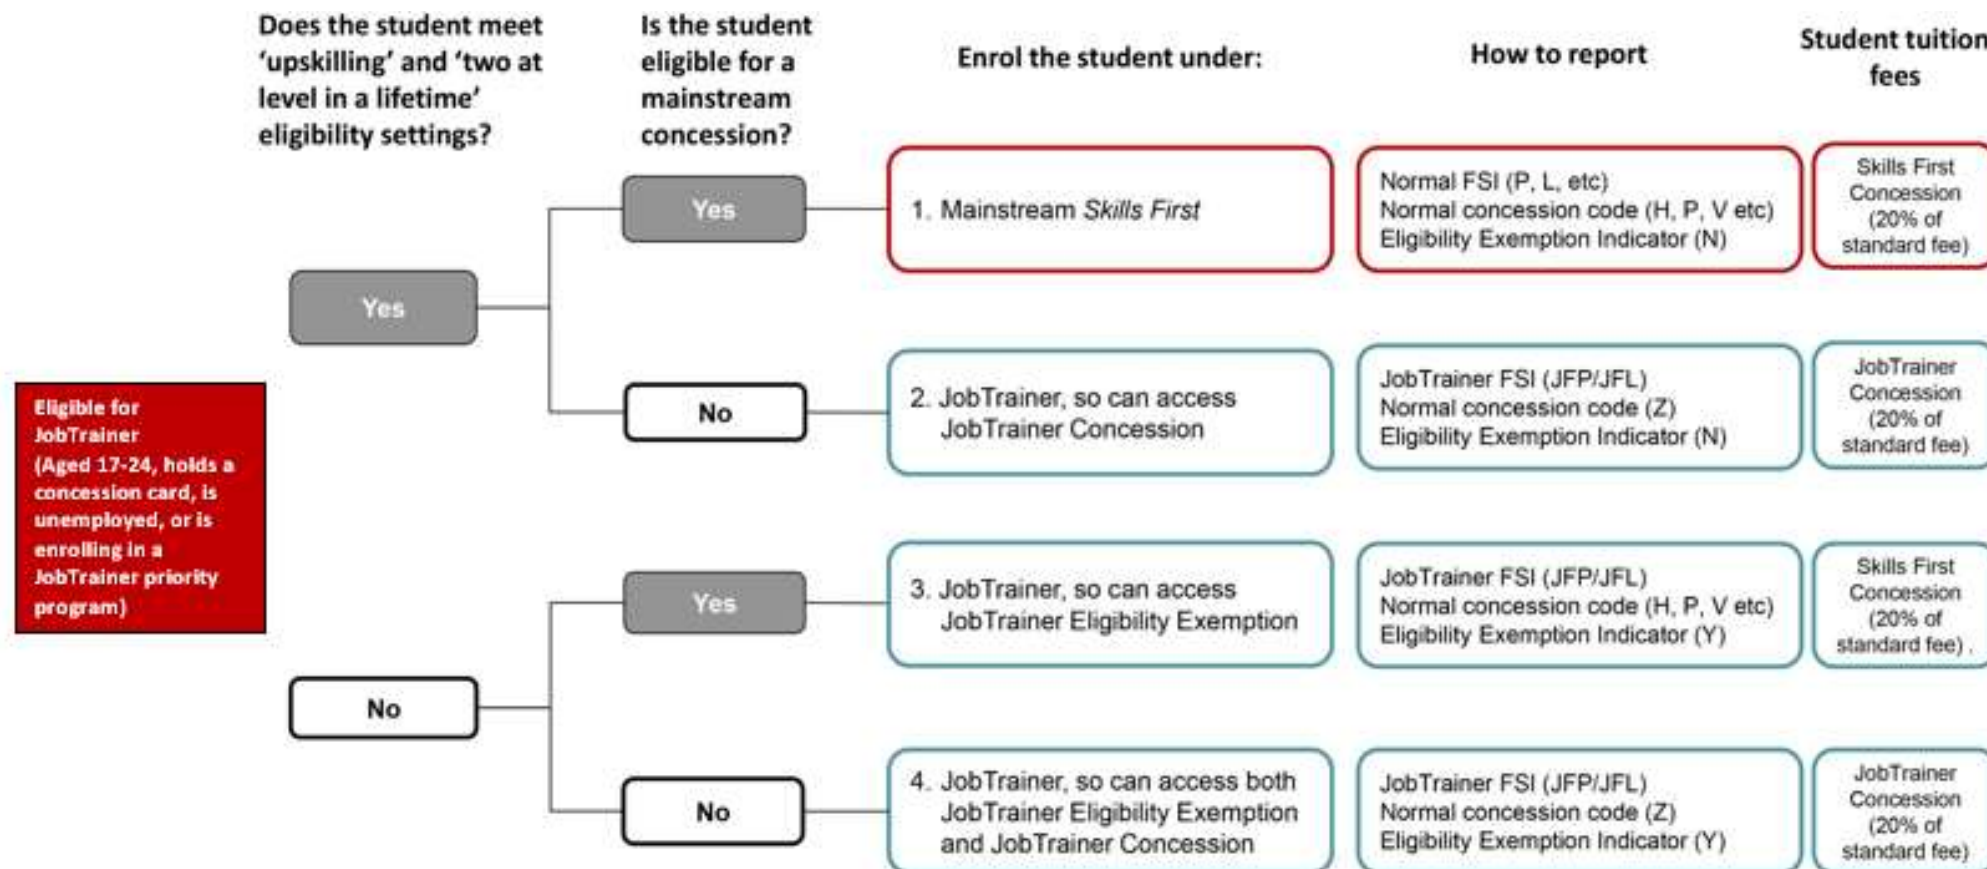 Does the student meet
‘upskilling’ and ‘two at
level in a lifetime’
eligibility settings?
Is the student
eligible for a
mainstream
concession?
Enrol the student under:
How to report
Student tuition
fees
Eligible for
JobTrainer
(Aged 17-24, holds a
concession card, is
unemployed, or is
enrolling in a
JobTrainer priority
program)
Yes
Yes
1. Mainstream Skills First
Normal FSI (P, L, etc)
Normal concession code (H, P, V etc)
Eligibility Exemption Indicator (N)
Skills First
Concession
(20% of
standard fee)
No
2. JobTrainer, so can access
JobTrainer Concession
JobTrainer FSI (JFP/JFL)
Normal concession code (Z)
Eligibility Exemption Indicator (N)
JobTrainer
Concession
(20% of
standard fee)
No
Yes
3. JobTrainer, so can access
JobTrainer Eligibility Exemption
JobTrainer FSI (JFP/JFL)
Normal concession code (H, P, V etc)
Eligibility Exemption Indicator (Y)
Skills First
Concession
(20% of
standard fee) .
No
4. JobTrainer, so can access both
JobTrainer Eligibility Exemption
and JobTrainer Concession
JobTrainer FSI (JFP/JFL)
Normal concession code (Z)
Eligibility Exemption Indicator (Y)
JobTrainer
Concession
(20% of
standard fee)